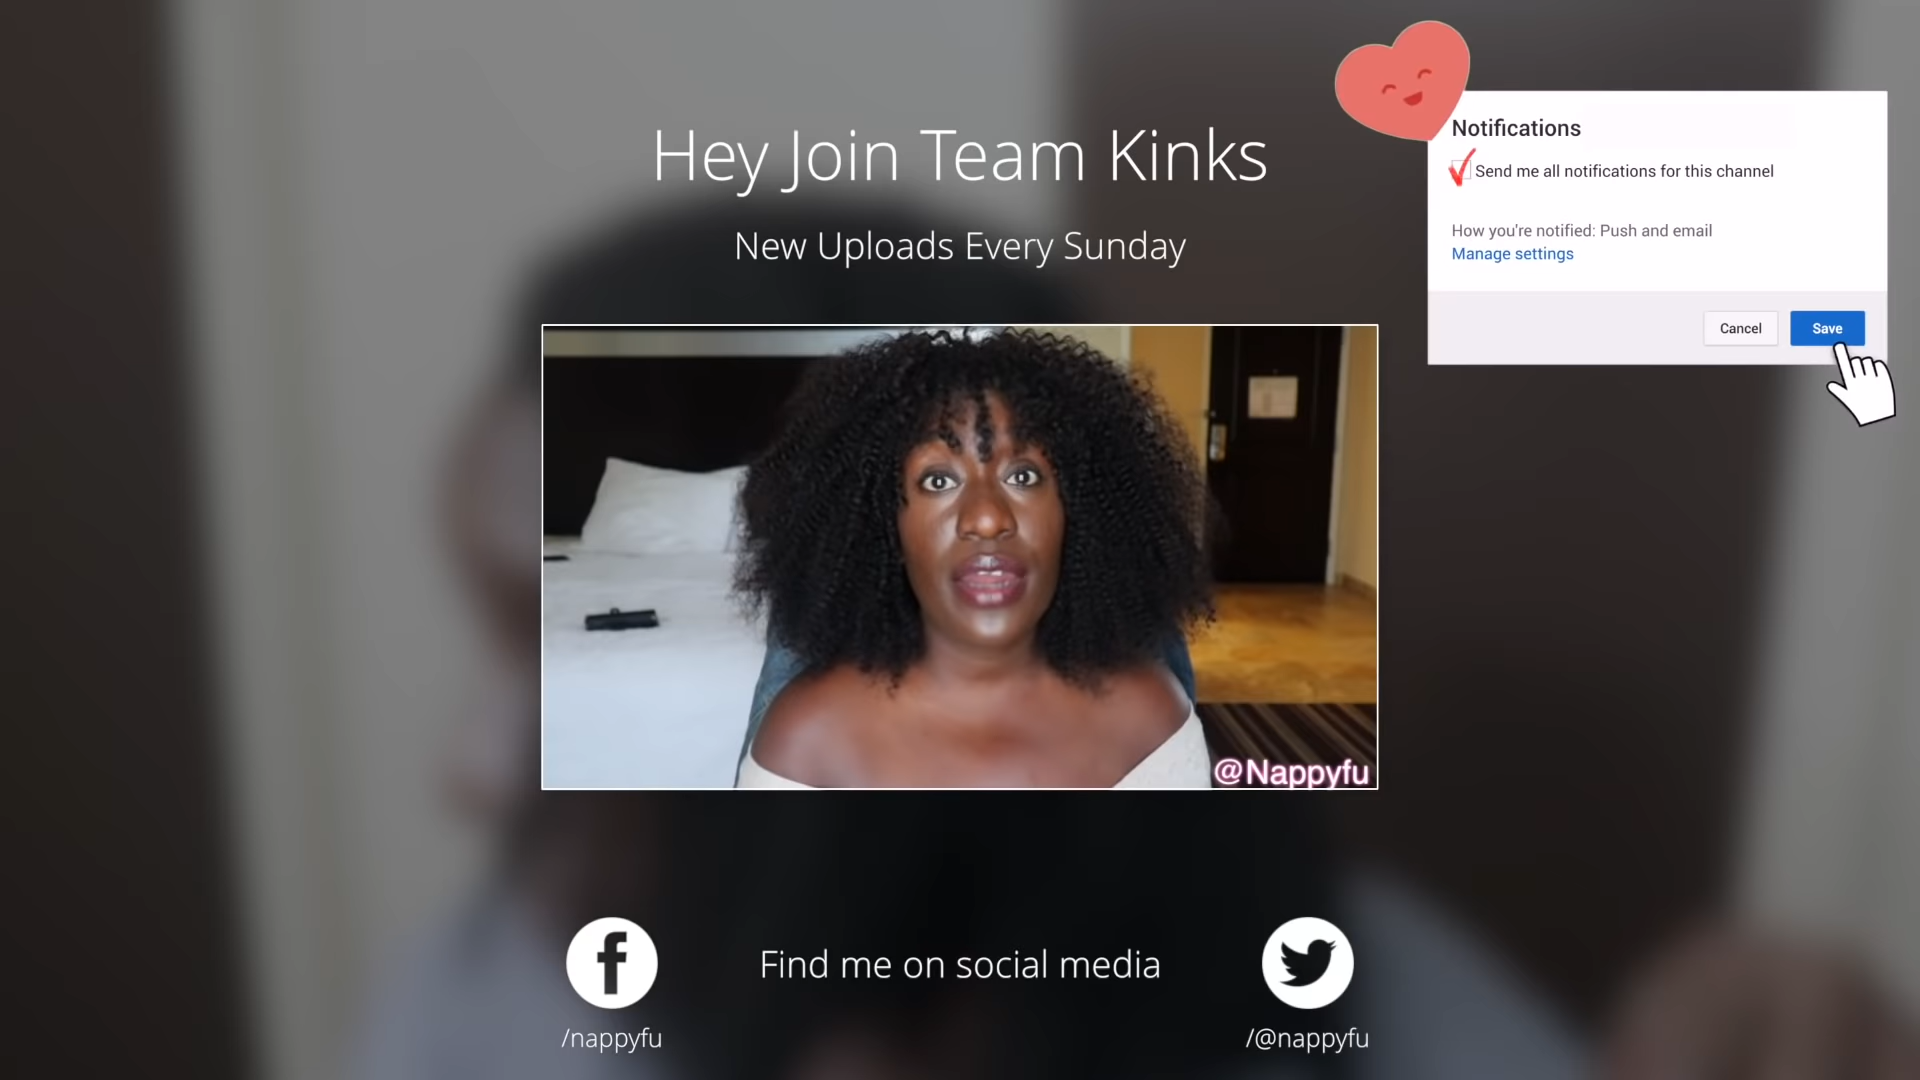 Hey Join Team Kinks
New Uploads Every Sunday
Notifications
Send me all notifications for this channel
How you're notified: Push and email
Manage settings
Cancel
Save
@Nappyfu
Find me on social media
/nappyfu
/@nappyfu